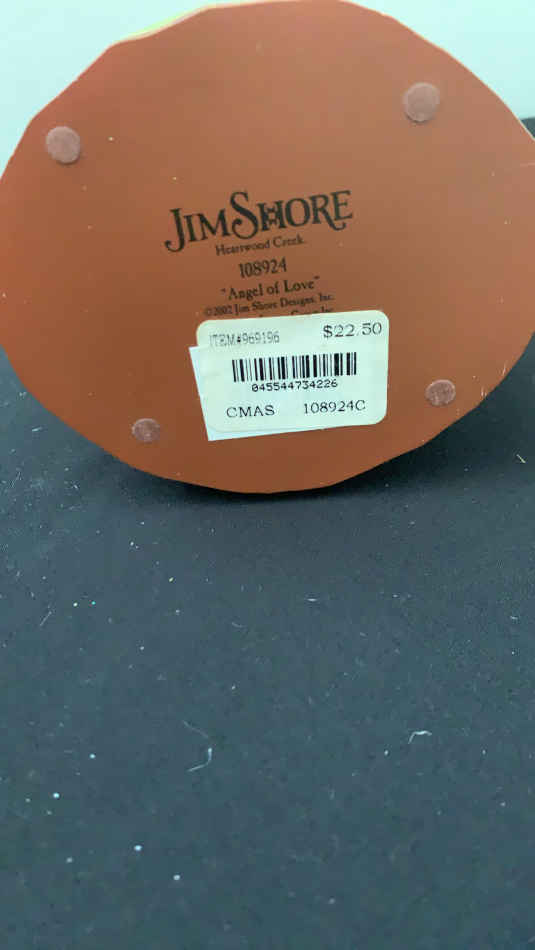 JIM SHORE
Heartwood Creek
108924
"Angel of Love"
©2002 Jim Shore Designs, Inc.
ITEM#969196 $22.50
045544734226
CMAS 108924C